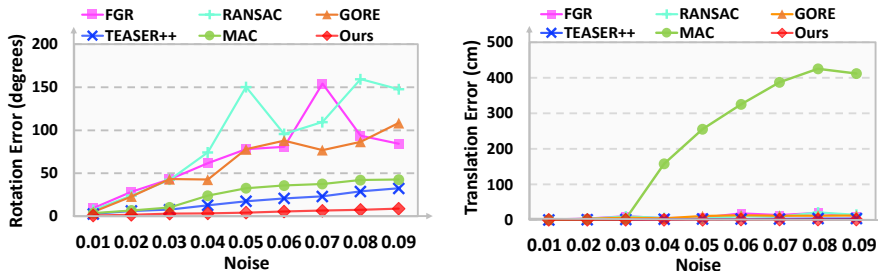 FGR RANSAC GORE
TEASER++ MAC Ours
Rotation Error (degrees)
200
150
100
50
0
0.01 0.02 0.03 0.04 0.05 0.06 0.07 0.08 0.09
Noise
FGR RANSAC GORE
TEASER++ MAC Ours
Translation Error (cm)
500
400
300
200
100
0
0.01 0.02 0.03 0.04 0.05 0.06 0.07 0.08 0.09
Noise